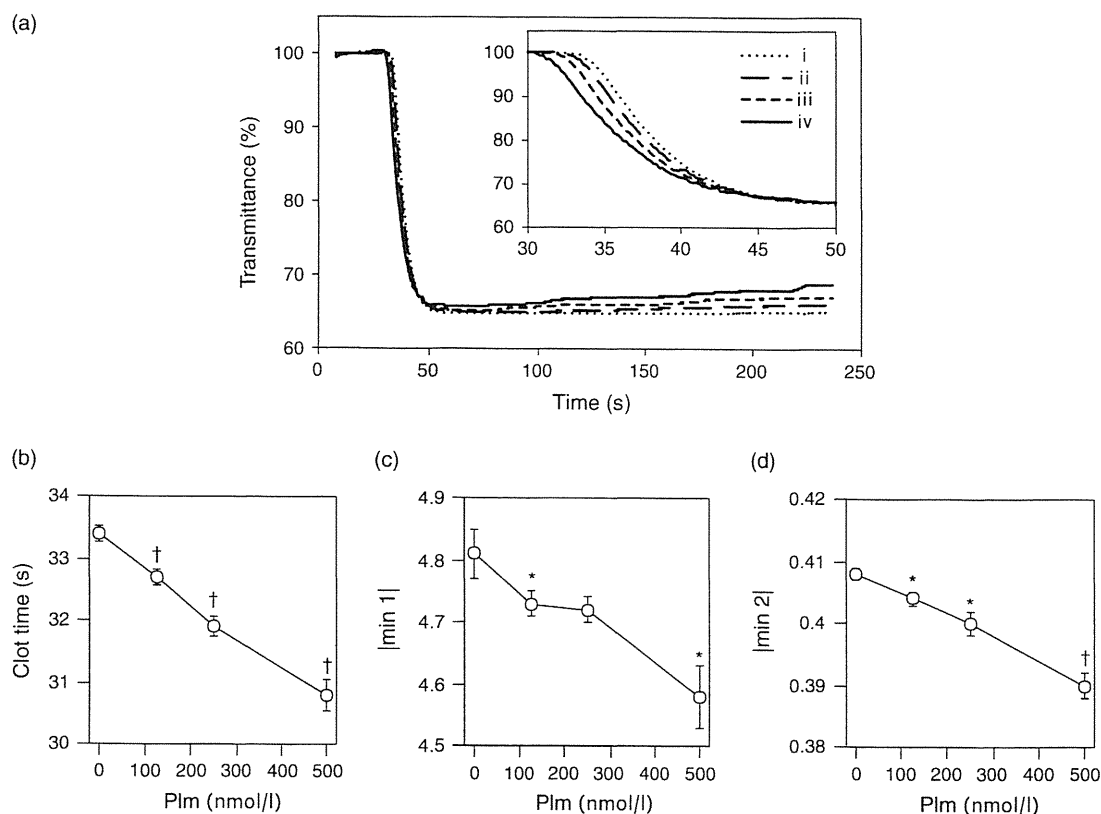 (a)
Transmittance (%)
100
90
80
70
60
0
50
100
150
200
250
Time (s)
100
90
80
70
60
30
35
40
45
50
i
ii
iii
iv
(b)
Clot time (s)
34
33
32
31
30
0 100 200 300 400 500
Plm (nmol/l)
†
†
†
(c)
|min 1|
4.9
4.8
4.7
4.6
4.5
0 100 200 300 400 500
Plm (nmol/l)
*
*
(d)
|min 2|
0.42
0.41
0.4
0.39
0.38
0 100 200 300 400 500
Plm (nmol/l)
*
*
†